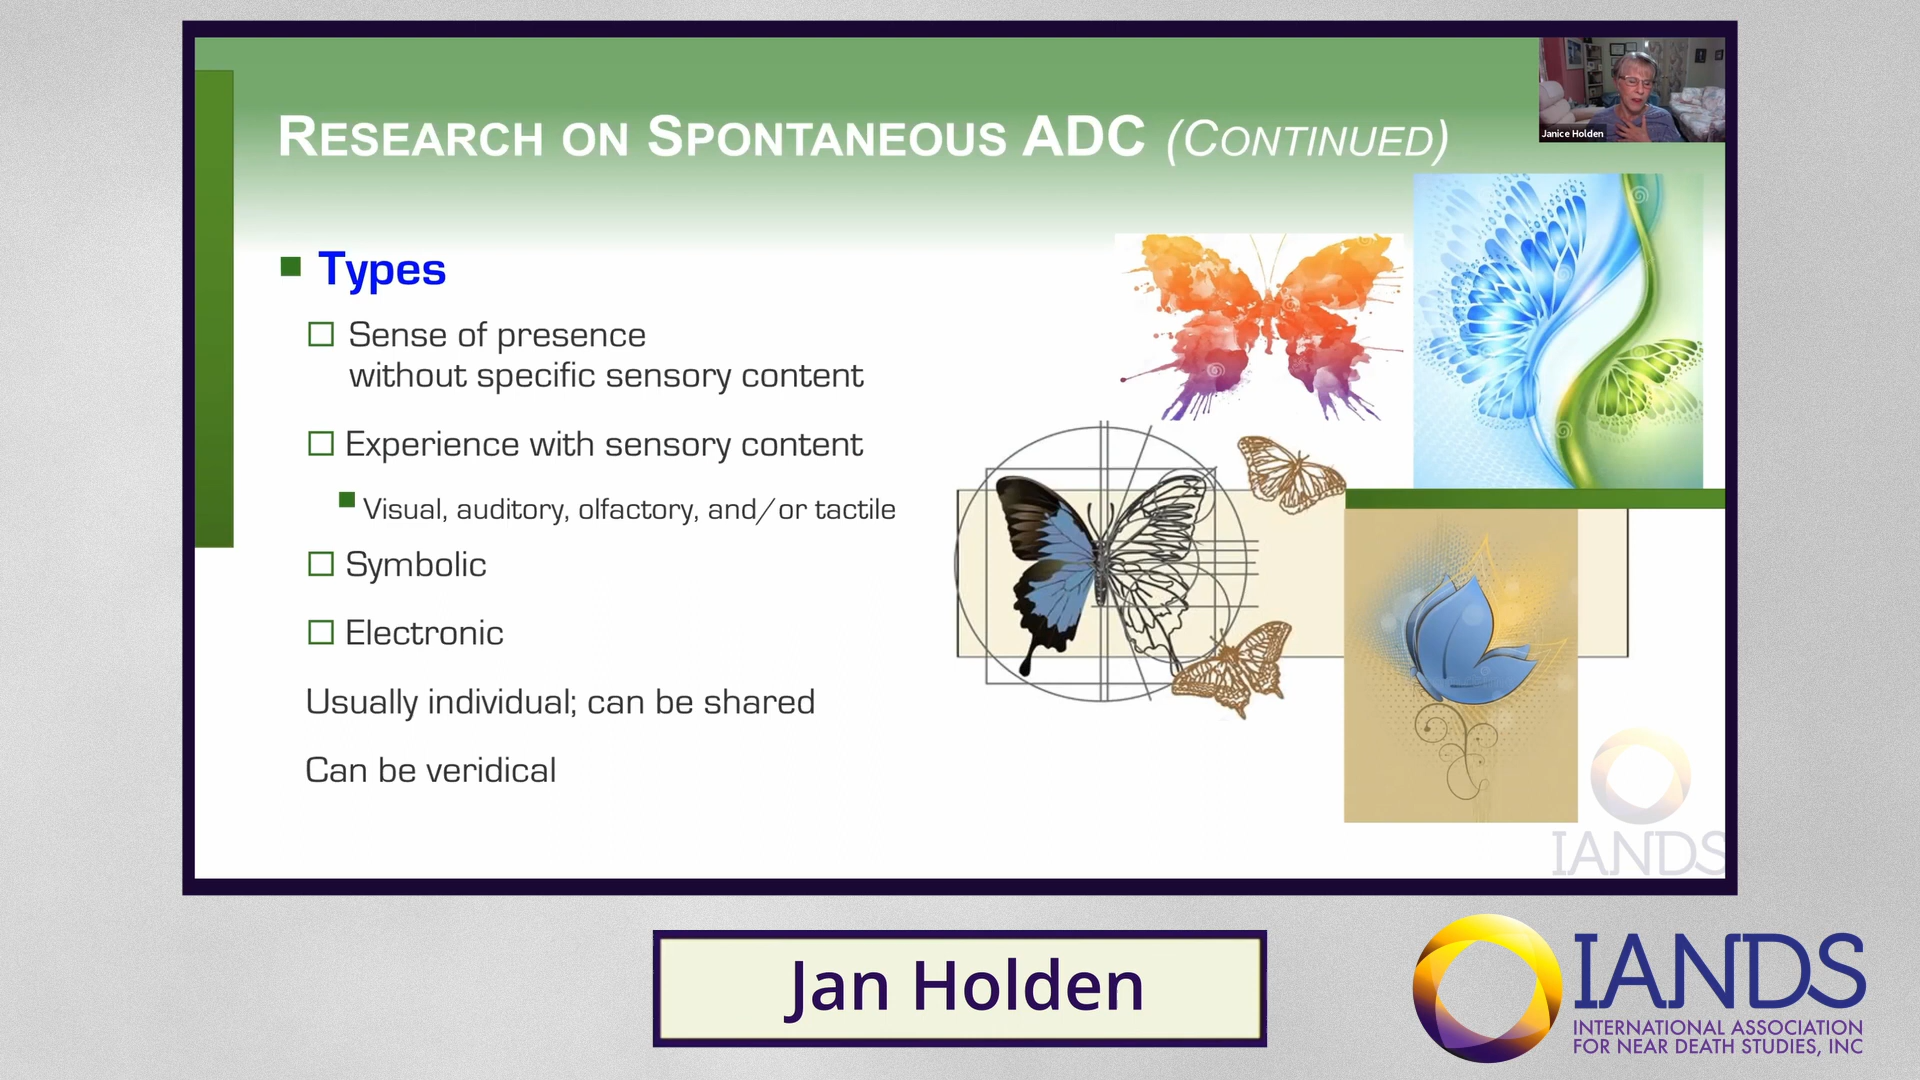 RESEARCH ON SPONTANEOUS ADC (CONTINUED)
Janice Holden
Types
Sense of presence
without specific sensory content
Experience with sensory content
Visual, auditory, olfactory, and/or tactile
Symbolic
Electronic
Usually individual; can be shared
Can be veridical
IANDS
Jan Holden
IANDS
INTERNATIONAL ASSOCIATION
FOR NEAR DEATH STUDIES, INC